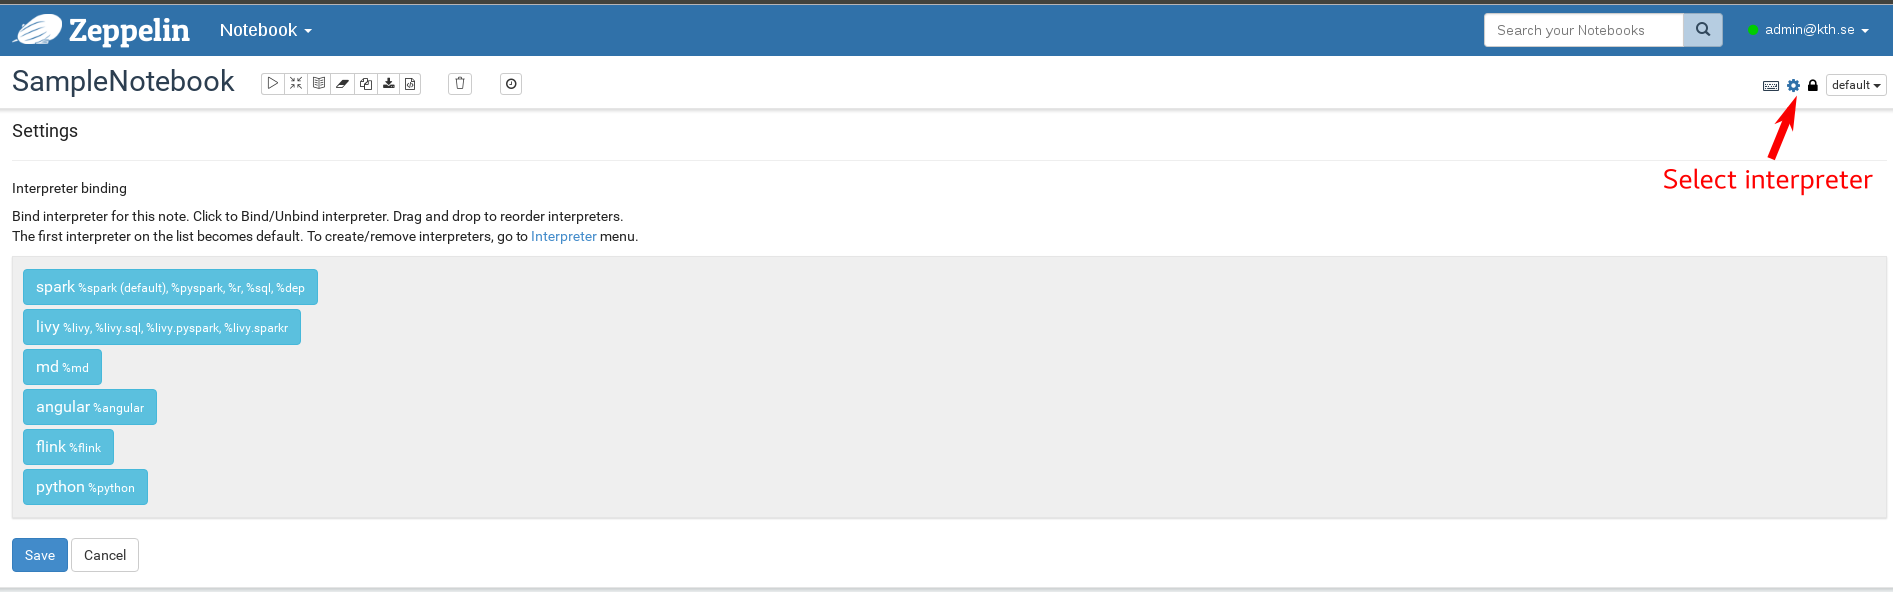 Zeppelin Notebook Search your Notebooks admin@kth.se
SampleNotebook default
Settings
Select interpreter
Interpreter binding
Bind interpreter for this note. Click to Bind/Unbind interpreter. Drag and drop to reorder interpreters.
The first interpreter on the list becomes default. To create/remove interpreters, go to Interpreter menu.
spark %spark (default), %pyspark, %r, %sql, %dep
livy %livy, %livy.sql, %livy.pyspark, %livy.sparkr
md %md
angular %angular
flink %flink
python %python
Save Cancel